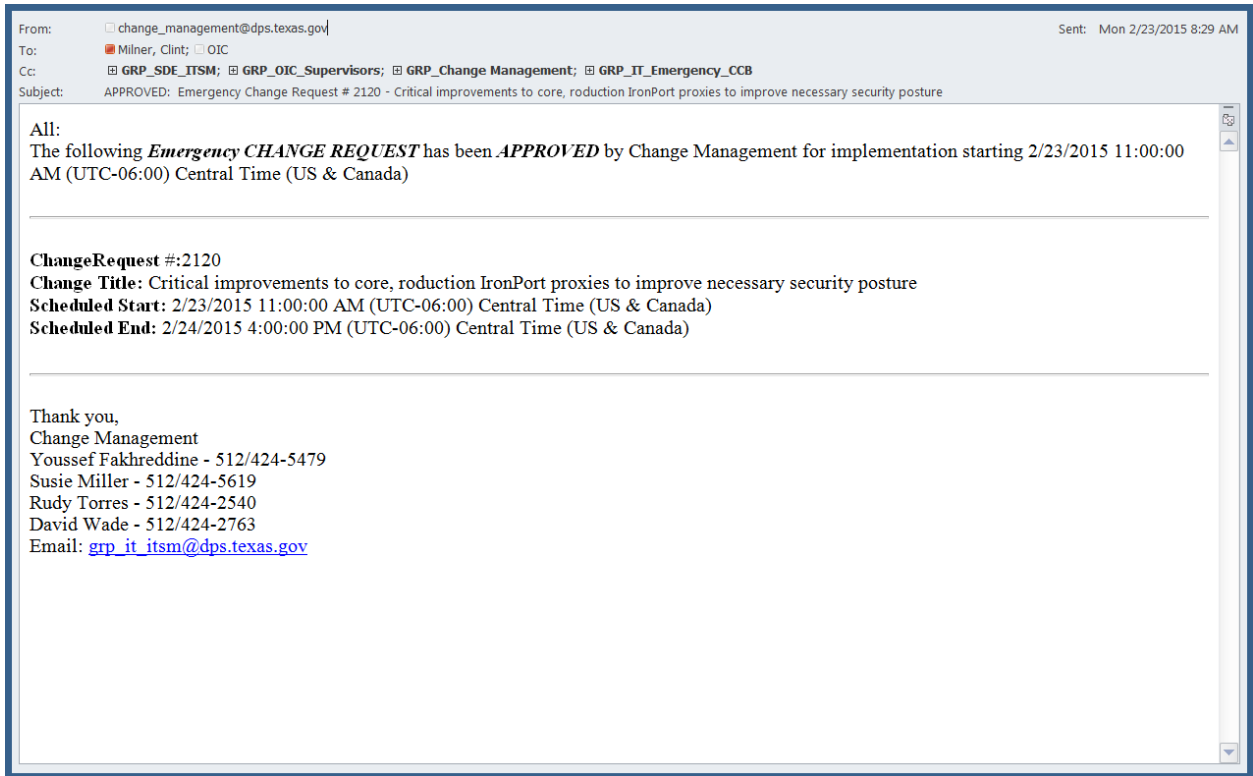 From: change_management@dps.texas.gov Sent: Mon 2/23/2015 8:29 AM
To: Milner, Clint; OIC
Cc: GRP_SDE_ITSM; GRP_OIC_Supervisors; GRP_Change Management; GRP_IT_Emergency_CCB
Subject: APPROVED: Emergency Change Request # 2120 - Critical improvements to core, roduction IronPort proxies to improve necessary security posture
All:
The following Emergency CHANGE REQUEST has been APPROVED by Change Management for implementation starting 2/23/2015 11:00:00
AM (UTC-06:00) Central Time (US & Canada)
ChangeRequest #:2120
Change Title: Critical improvements to core, roduction IronPort proxies to improve necessary security posture
Scheduled Start: 2/23/2015 11:00:00 AM (UTC-06:00) Central Time (US & Canada)
Scheduled End: 2/24/2015 4:00:00 PM (UTC-06:00) Central Time (US & Canada)
Thank you,
Change Management
Youssef Fakhreddine - 512/424-5479
Susie Miller - 512/424-5619
Rudy Torres - 512/424-2540
David Wade - 512/424-2763
Email: grp_it_itsm@dps.texas.gov